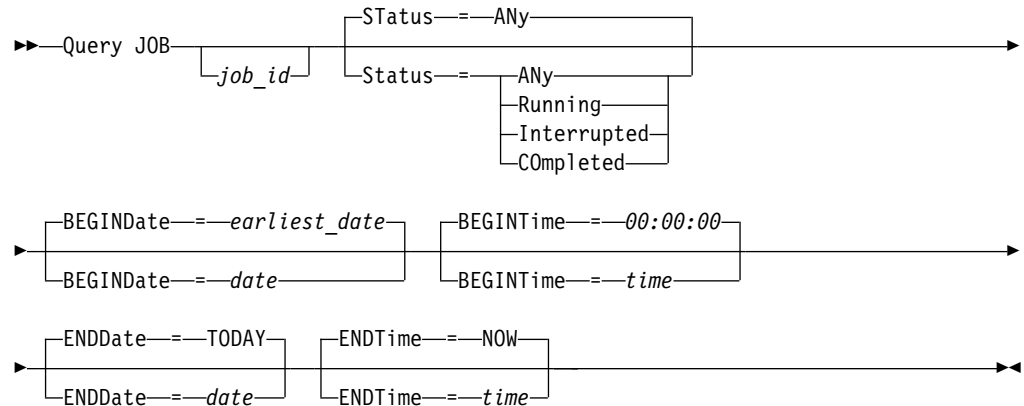 STatus = ANy
Query JOB
job_id
Status = ANy
Running
Interrupted
COmpleted
BEGINDate = earliest_date
BEGINTime = 00:00:00
BEGINDate = date
BEGINTime = time
ENDDate = TODAY
ENDTime = NOW
ENDDate = date
ENDTime = time